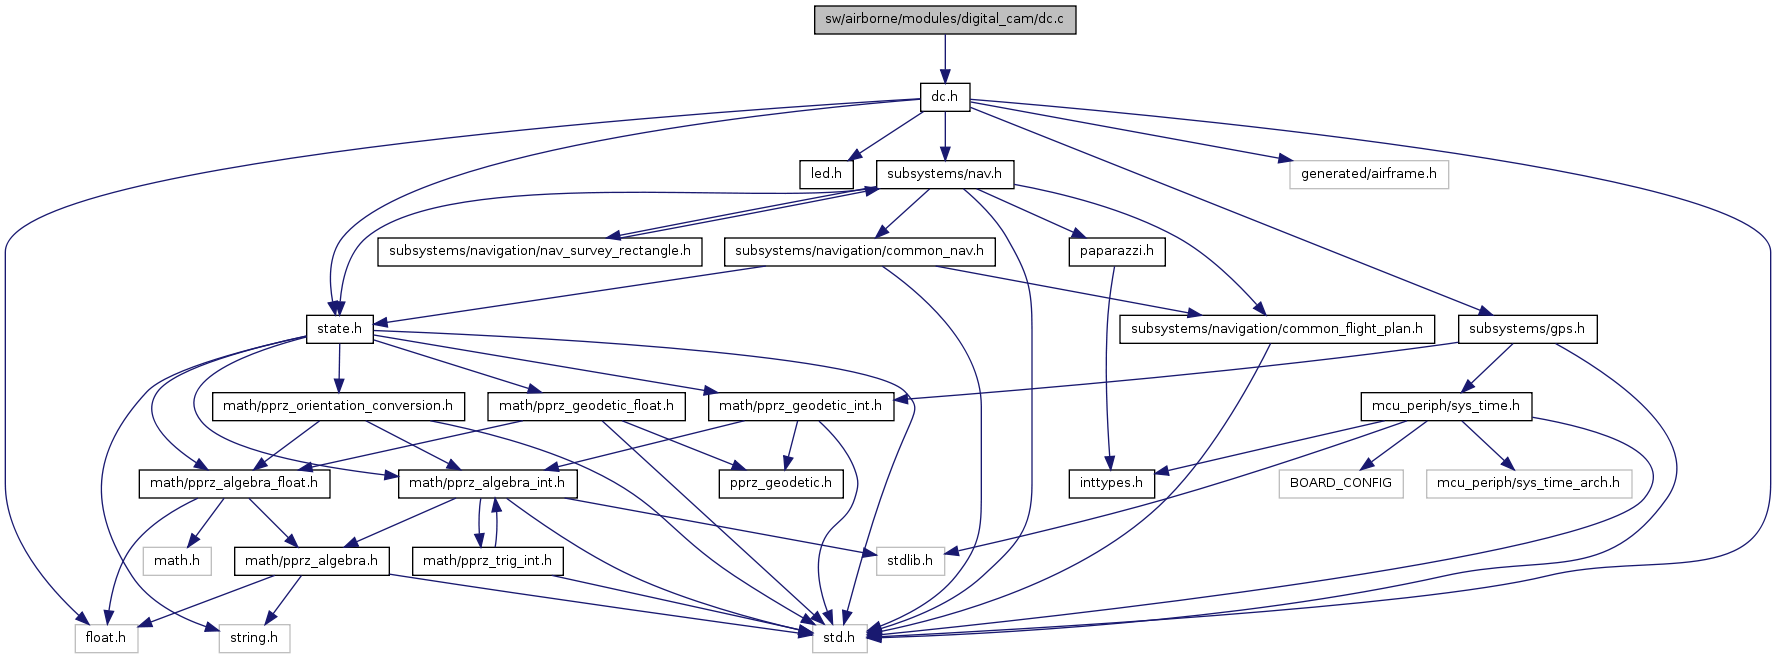 sw/airborne/modules/digital_cam/dc.c
dc.h
led.h
subsystems/nav.h
generated/airframe.h
subsystems/navigation/nav_survey_rectangle.h
subsystems/navigation/common_nav.h
paparazzi.h
state.h
subsystems/navigation/common_flight_plan.h
subsystems/gps.h
math/pprz_orientation_conversion.h
math/pprz_geodetic_float.h
math/pprz_geodetic_int.h
mcu_periph/sys_time.h
math/pprz_algebra_float.h
math/pprz_algebra_int.h
pprz_geodetic.h
inttypes.h
BOARD_CONFIG
mcu_periph/sys_time_arch.h
math.h
math/pprz_algebra.h
math/pprz_trig_int.h
stdlib.h
float.h
string.h
std.h